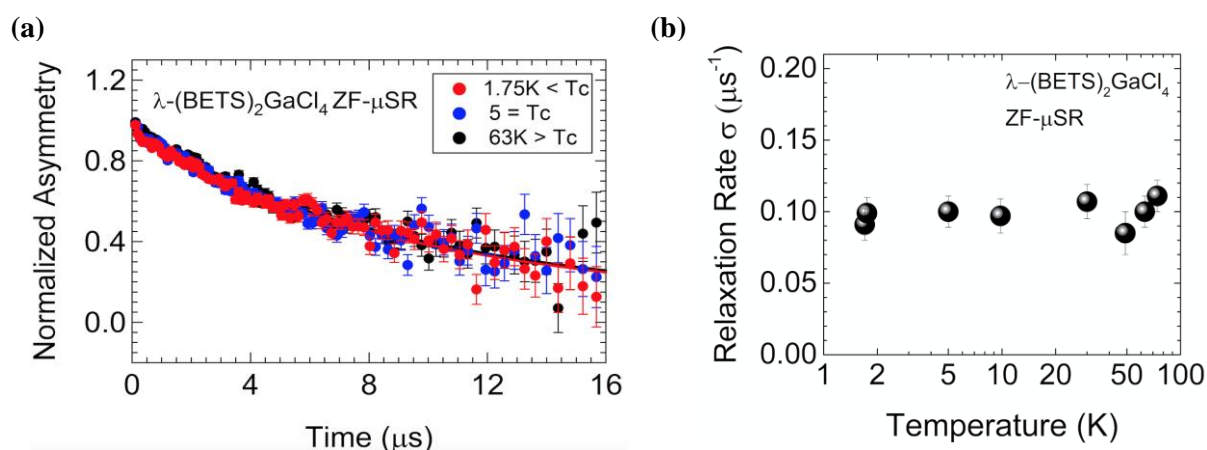 (a)
λ-(BETS)₂GaCl₄ ZF-μSR
1.75K < Tc
5 = Tc
63K > Tc
1.2
0.8
0.4
0.0
Normalized Asymmetry
0 4 8 12 16
Time (μs)
(b)
λ−(BETS)₂GaCl₄
ZF-μSR
0.20
0.15
0.10
0.05
0.00
Relaxation Rate σ (μs⁻¹)
1 2 5 10 20 50 100
Temperature (K)